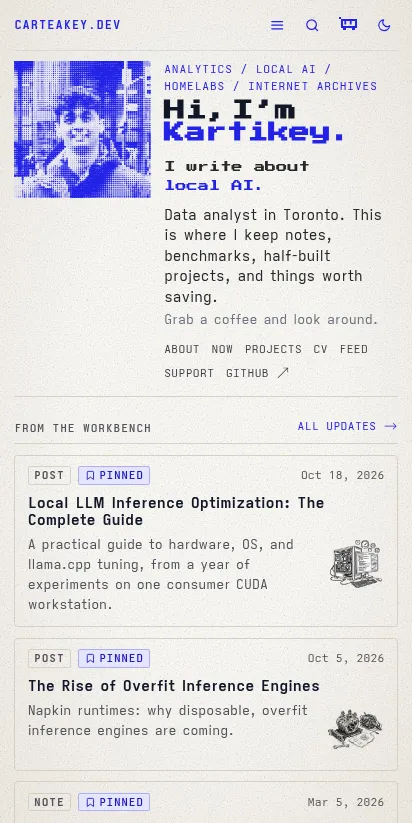 CARTEAKEY.DEV
ANALYTICS / LOCAL AI /
HOMELABS / INTERNET ARCHIVES
Hi, I'm
Kartikey.
I write about
local AI.
Data analyst in Toronto. This
is where I keep notes,
benchmarks, half-built
projects, and things worth
saving.
Grab a coffee and look around.
ABOUT NOW PROJECTS CV FEED
SUPPORT GITHUB ↗
FROM THE WORKBENCH
ALL UPDATES →
POST PINNED Oct 18, 2026
Local LLM Inference Optimization: The
Complete Guide
A practical guide to hardware, OS, and
llama.cpp tuning, from a year of
experiments on one consumer CUDA
workstation.
POST PINNED Oct 5, 2026
The Rise of Overfit Inference Engines
Napkin runtimes: why disposable, overfit
inference engines are coming.
NOTE PINNED Mar 5, 2026